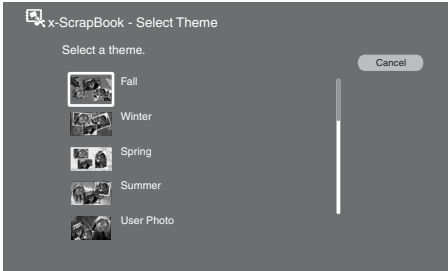 x-ScrapBook - Select Theme
Select a theme.
Cancel
Fall
Winter
Spring
Summer
User Photo